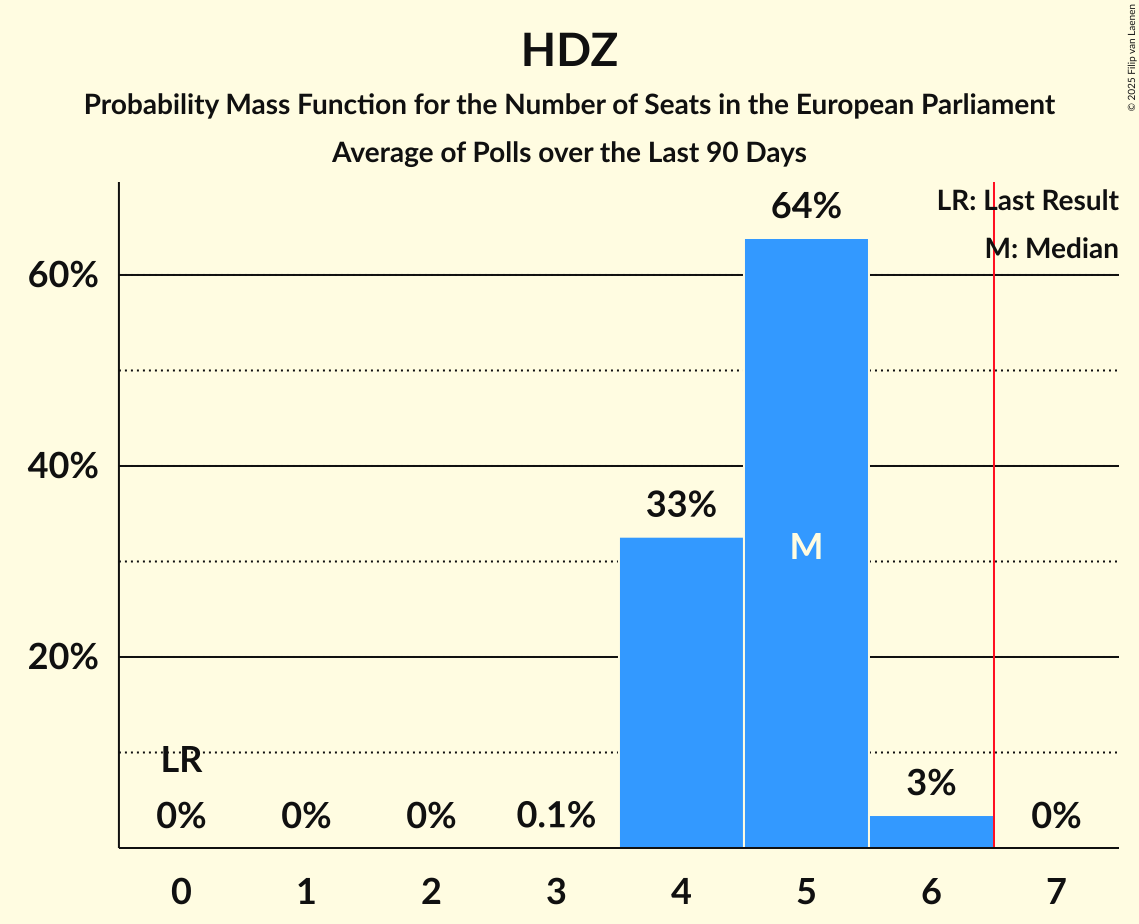 HDZ
Probability Mass Function for the Number of Seats in the European Parliament
Average of Polls over the Last 90 Days
© 2025 Filip van Laenen
LR: Last Result
M: Median
64%
60%
40%
33%
M
20%
LR
0%
0%
0%
0.1%
3%
0%
0
1
2
3
4
5
6
7